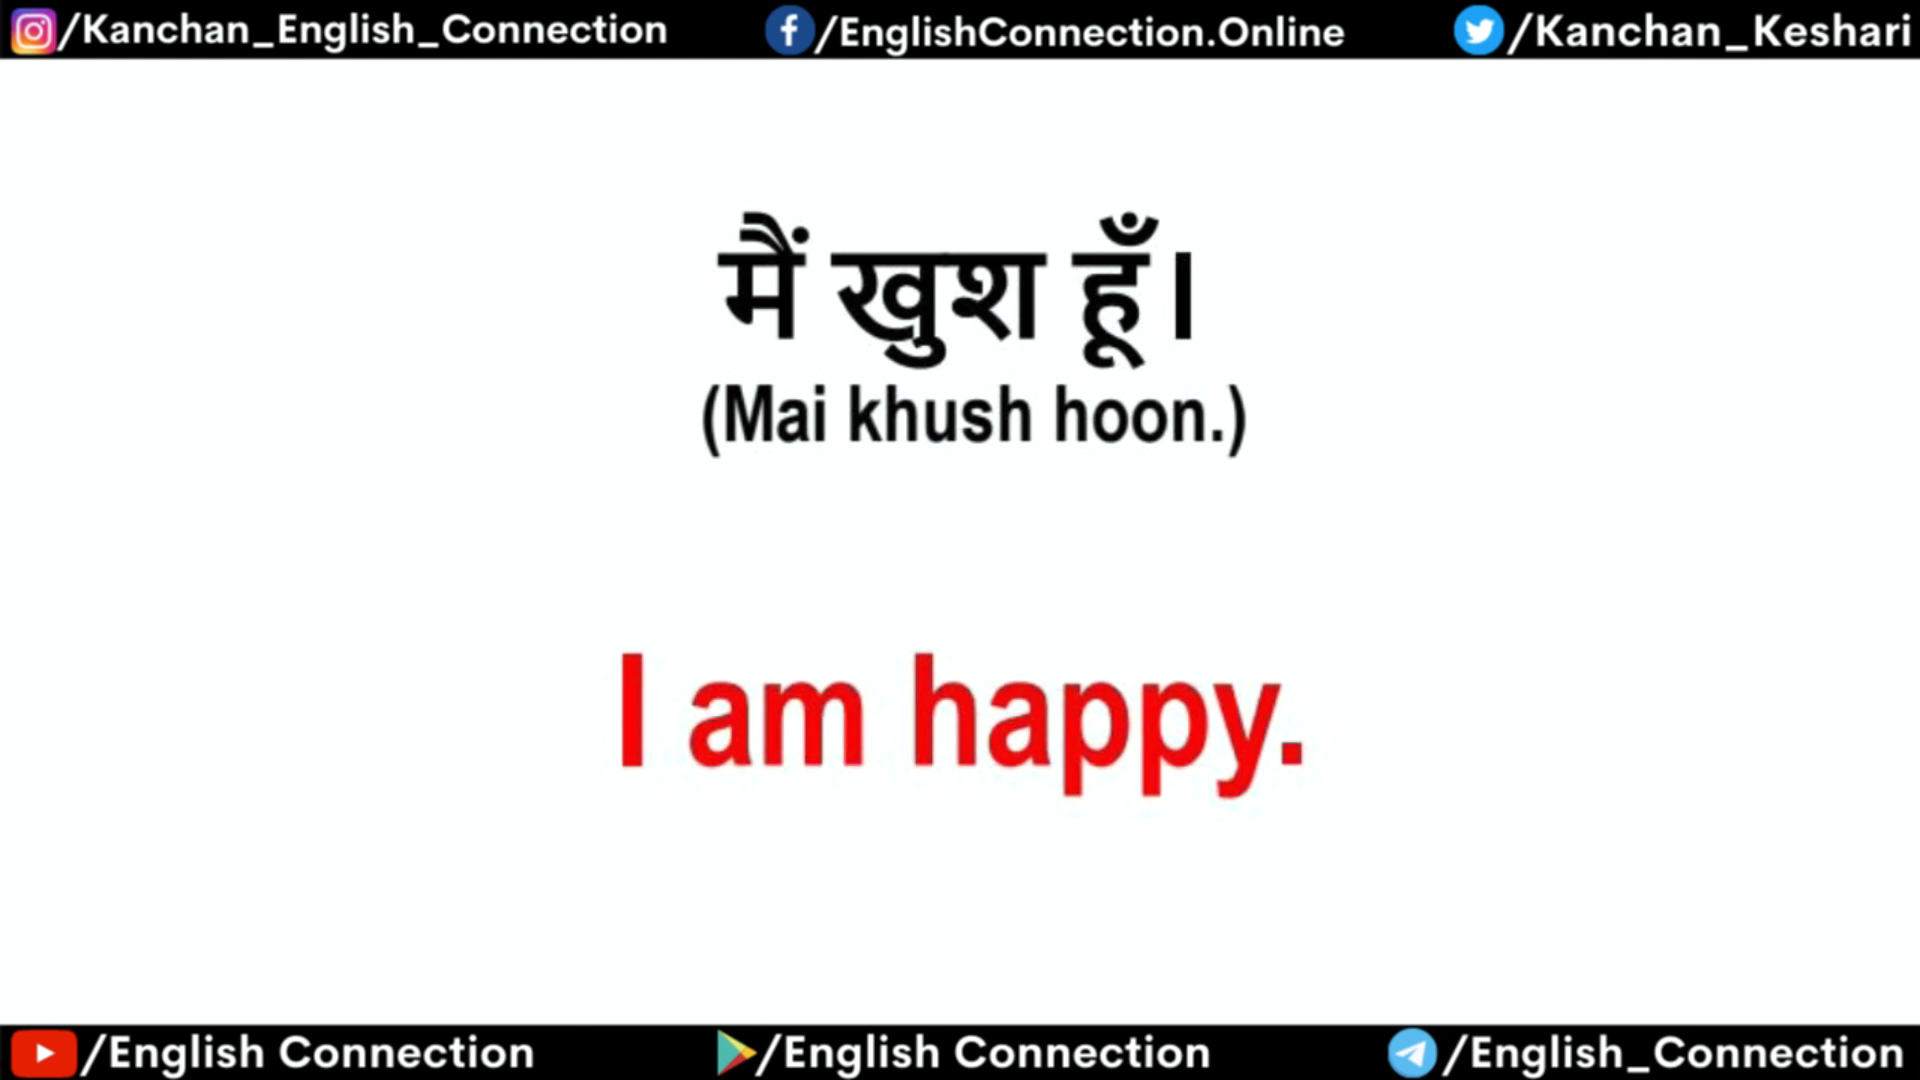 /Kanchan_English_Connection /EnglishConnection.Online /Kanchan_Keshari
मैं खुश हूँ।
(Mai khush hoon.)
I am happy.
/English Connection /English Connection /English_Connection